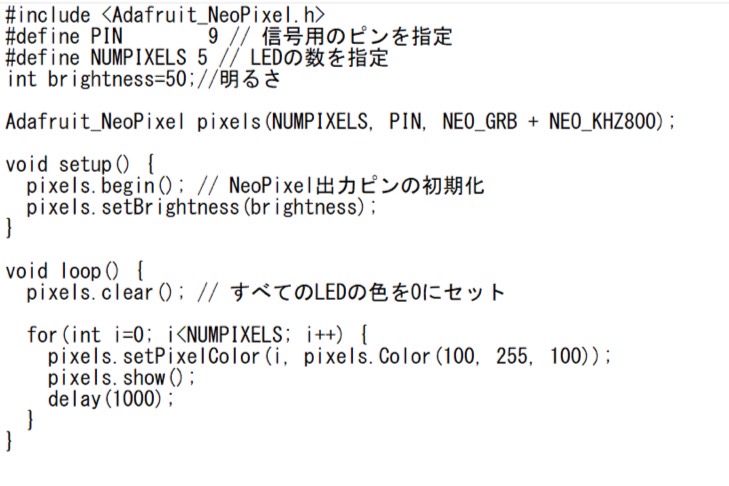 #include <Adafruit_NeoPixel.h>
#define PIN        9 // 信号用のピンを指定
#define NUMPIXELS 5 // LEDの数を指定
int brightness=50;//明るさ

Adafruit_NeoPixel pixels(NUMPIXELS, PIN, NEO_GRB + NEO_KHZ800);

void setup() {
  pixels.begin(); // NeoPixel出力ピンの初期化
  pixels.setBrightness(brightness);
}

void loop() {
  pixels.clear(); // すべてのLEDの色を0にセット

  for(int i=0; i<NUMPIXELS; i++) {
    pixels.setPixelColor(i, pixels.Color(100, 255, 100));
    pixels.show();
    delay(1000);
  }
}